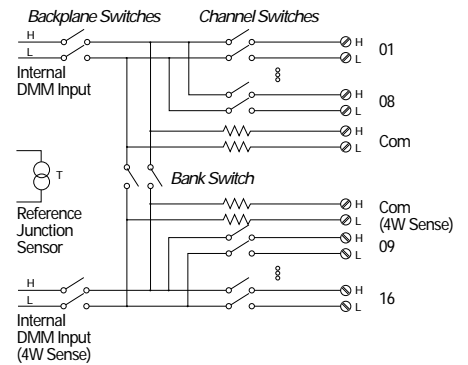 Backplane Switches
Channel Switches
H
L
Internal
DMM Input
H
L
01
H
L
08
H
L
Com
T
Reference
Junction
Sensor
Bank Switch
H
L
Com
(4W Sense)
H
L
09
H
L
Internal
DMM Input
(4W Sense)
H
L
16